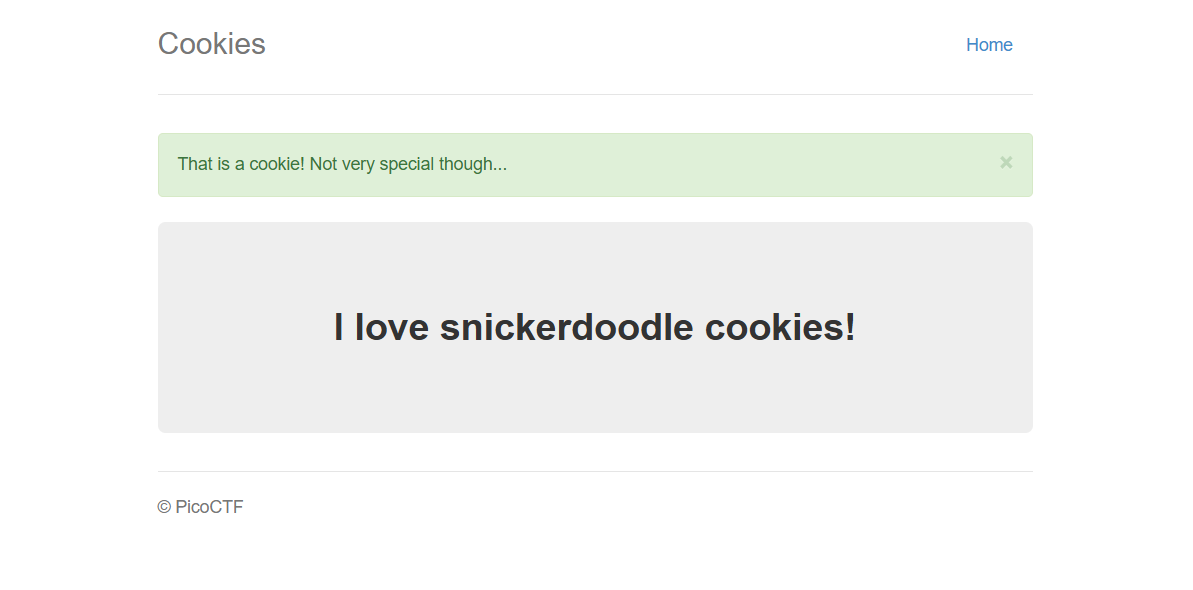 Cookies
Home
That is a cookie! Not very special though...
×
I love snickerdoodle cookies!
© PicoCTF